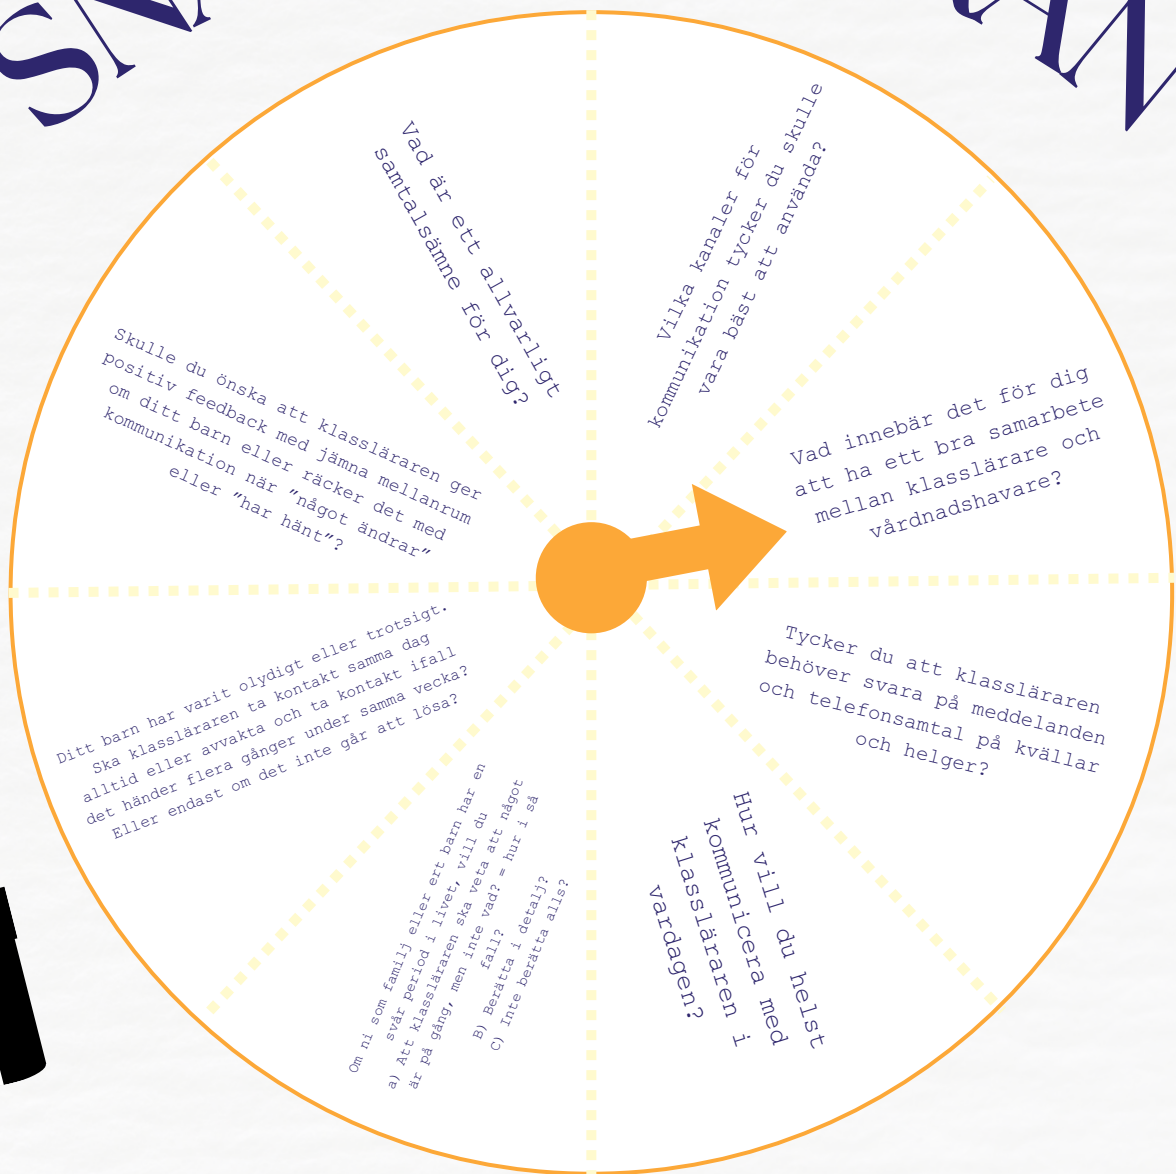 Vilka kanaler för
kommunikation tycker du skulle
vara bäst att använda?
Vad innebär det för dig
att ha ett bra samarbete
mellan klasslärare och
vårdnadshavare?
Tycker du att klassläraren
behöver svara på meddelanden
och telefonsamtal på kvällar
och helger?
Hur vill du helst
kommunicera med
klassläraren i
vardagen?
Om ni som familj eller ert barn har en
svår period i livet, vill du
a) Att klassläraren ska veta att något
är på gång, men inte vad? = hur i så
fall?
B) Berätta i detalj?
C) Inte berätta alls?
Ditt barn har varit olydigt eller trotsigt.
Ska klassläraren ta kontakt samma dag
alltid eller avvakta och ta kontakt ifall
det händer flera gånger under samma vecka?
Eller endast om det inte går att lösa?
Skulle du önska att klassläraren ger
positiv feedback med jämna mellanrum
om ditt barn eller räcker det med
kommunikation när "något ändrar"
eller "har hänt"?
Vad är ett allvarligt
samtalsämne för dig?